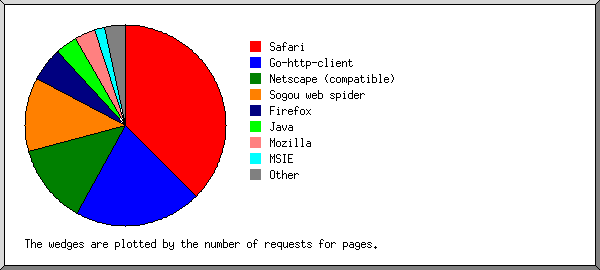 Safari
Go-http-client
Netscape (compatible)
Sogou web spider
Firefox
Java
Mozilla
MSIE
Other
The wedges are plotted by the number of requests for pages.